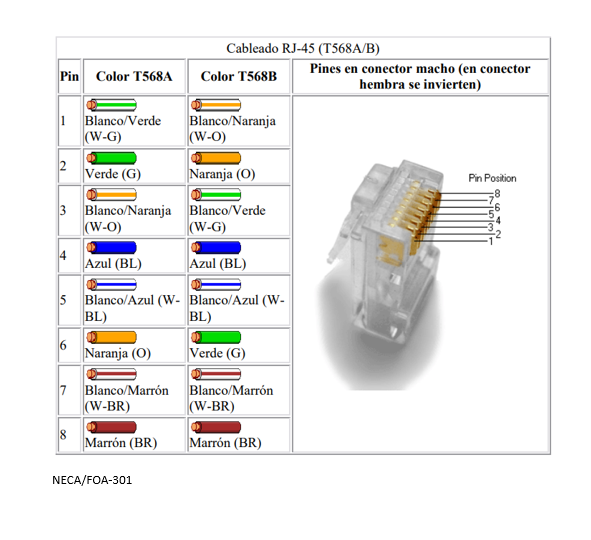 Cableado RJ-45 (T568A/B)
Pin
Color T568A
Color T568B
Pines en conector macho (en conector
hembra se invierten)
1
Blanco/Verde
(W-G)
Blanco/Naranja
(W-O)
2
Verde (G)
Naranja (O)
3
Blanco/Naranja
(W-O)
Blanco/Verde
(W-G)
4
Azul (BL)
Azul (BL)
5
Blanco/Azul (W-
BL)
Blanco/Azul (W-
BL)
6
Naranja (O)
Verde (G)
7
Blanco/Marrón
(W-BR)
Blanco/Marrón
(W-BR)
8
Marrón (BR)
Marrón (BR)
Pin Position
8
7
6
5
4
3
2
1
NECA/FOA-301